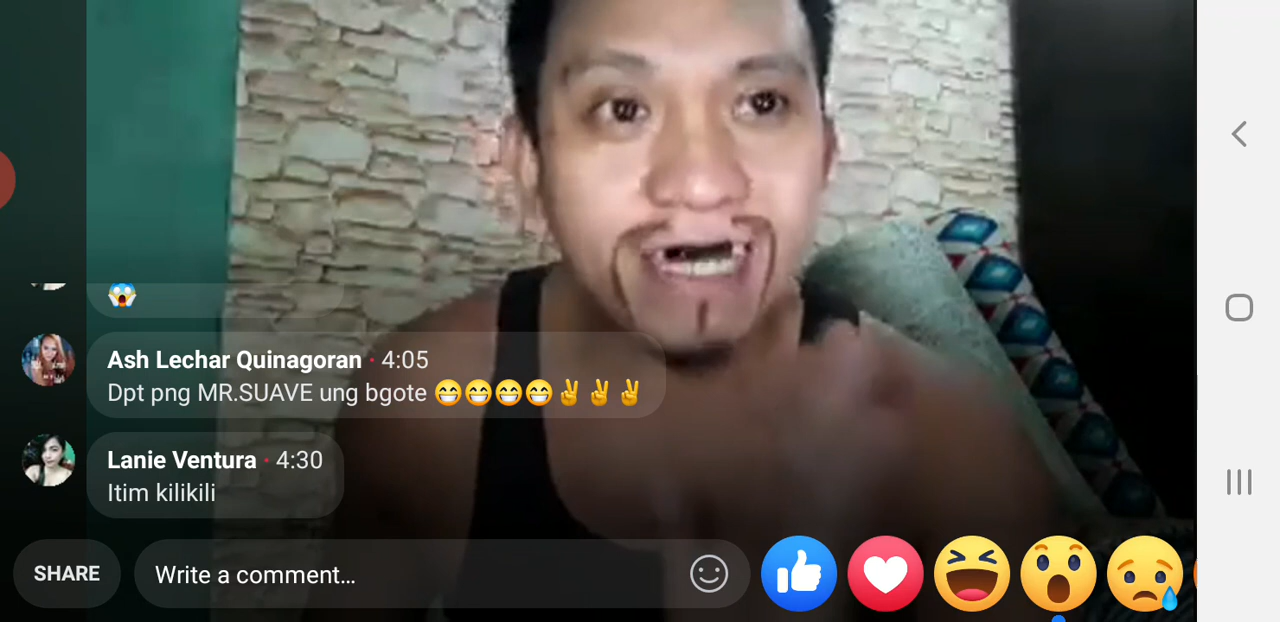 😱
Ash Lechar Quinagoran • 4:05
Dpt png MR.SUAVE ung bgote 😁😁😁😁✌✌✌
Lanie Ventura • 4:30
Itim kilikili
SHARE
Write a comment...